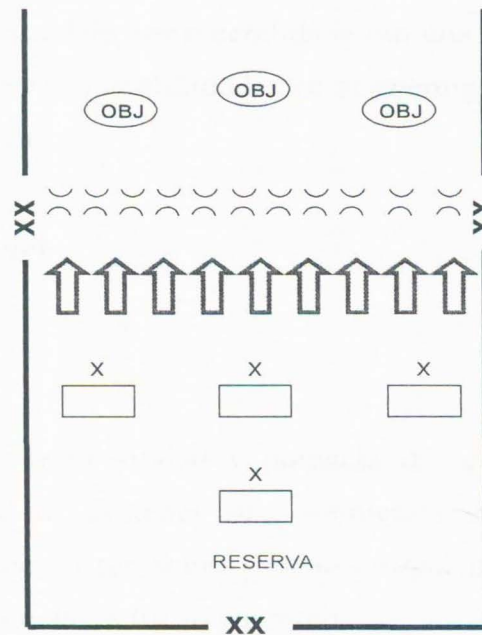 OBJ
OBJ OBJ
XX XX
X X X
X
RESERVA
XX